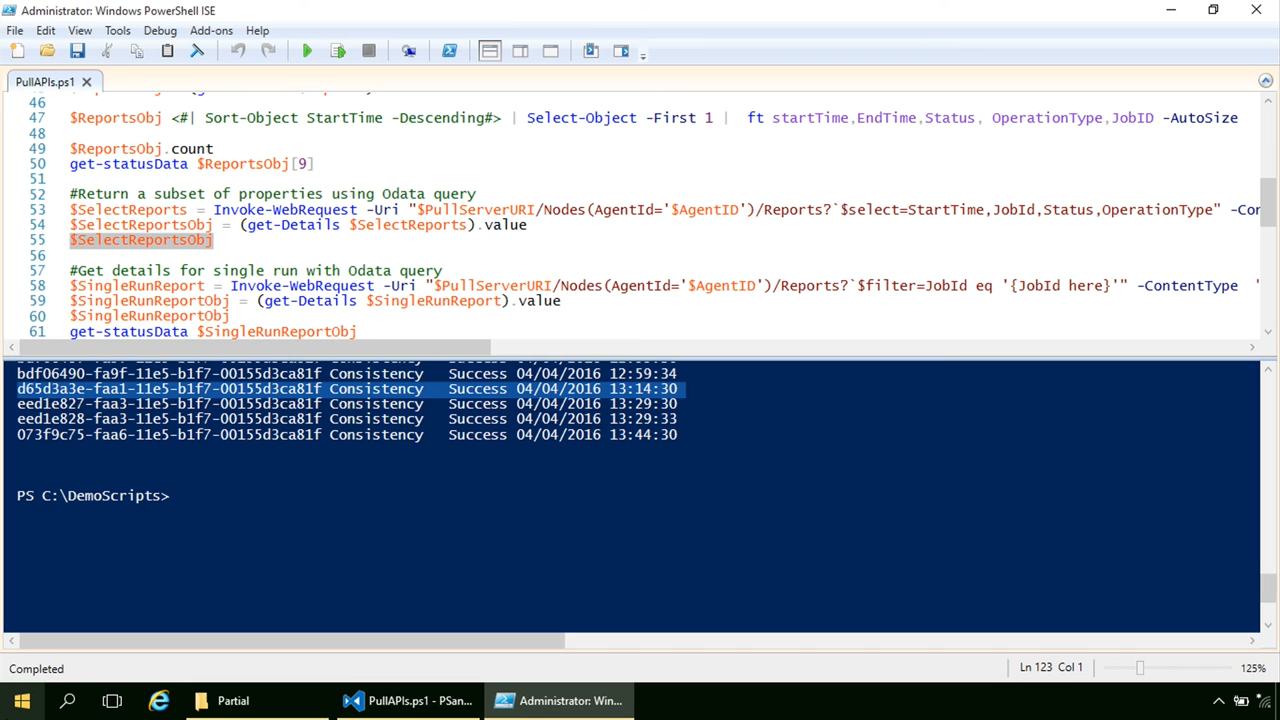 Administrator: Windows PowerShell ISE
File Edit View Tools Debug Add-ons Help
PullAPIs.ps1
46
47 $ReportsObj <#| Sort-Object StartTime -Descending#> | Select-Object -First 1 | ft startTime,EndTime,Status, OperationType,JobID -AutoSize
48
49 $ReportsObj.count
50 get-statusData $ReportsObj[9]
51
52 #Return a subset of properties using Odata query
53 $SelectReports = Invoke-WebRequest -Uri "$PullServerURI/Nodes(AgentId='$AgentID')/Reports?`$select=StartTime,JobId,Status,OperationType" -Con
54 $SelectReportsObj = (get-Details $SelectReports).value
55 $SelectReportsObj
56
57 #Get details for single run with Odata query
58 $SingleRunReport = Invoke-WebRequest -Uri "$PullServerURI/Nodes(AgentId='$AgentID')/Reports?`$filter=JobId eq '{JobId here}'" -ContentType '
59 $SingleRunReportObj = (get-Details $SingleRunReport).value
60 $SingleRunReportObj
61 get-statusData $SingleRunReportObj
bdf06490-fa9f-11e5-b1f7-00155d3ca81f Consistency Success 04/04/2016 12:59:34
d65d3a3e-faa1-11e5-b1f7-00155d3ca81f Consistency Success 04/04/2016 13:14:30
eed1e827-faa3-11e5-b1f7-00155d3ca81f Consistency Success 04/04/2016 13:29:30
eed1e828-faa3-11e5-b1f7-00155d3ca81f Consistency Success 04/04/2016 13:29:33
073f9c75-faa6-11e5-b1f7-00155d3ca81f Consistency Success 04/04/2016 13:44:30
PS C:\DemoScripts>
Completed Ln 123 Col 1 125%
Partial PullAPIs.ps1 - PSan... Administrator: Win...